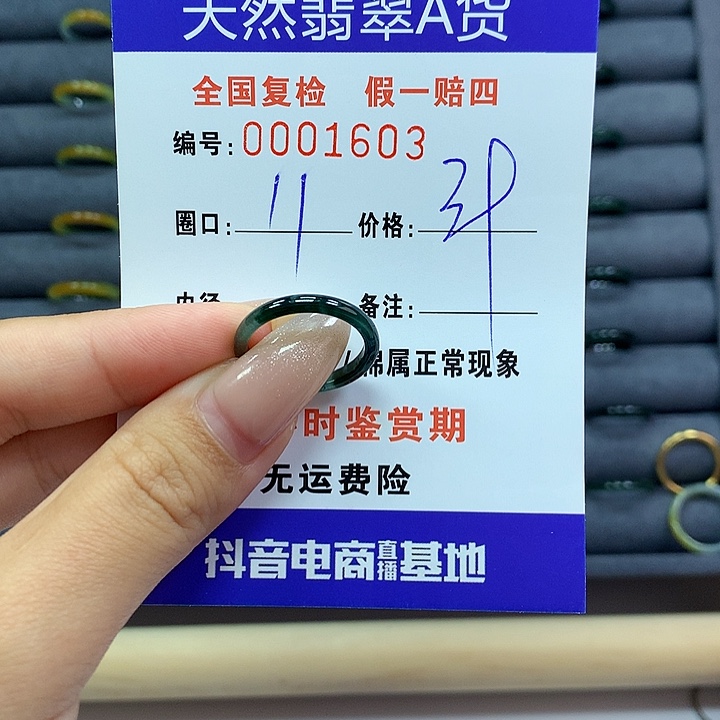 天然翡翠A货
全国复检 假一赔四
编号:0001603
圈口: 11 价格:
备注:
棉属正常现象
时鉴赏期
无运费险
抖音电商直播基地